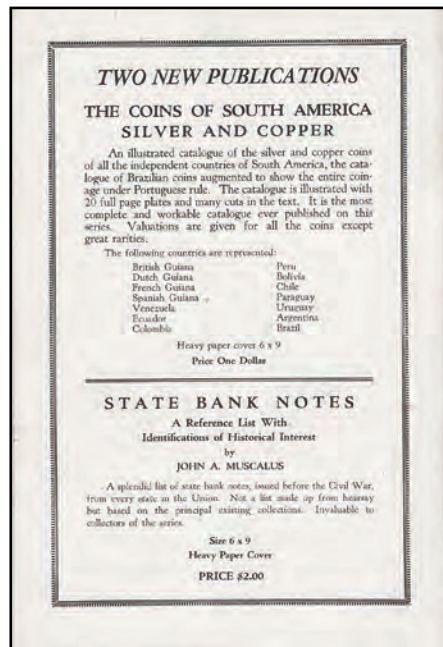 TWO NEW PUBLICATIONS
THE COINS OF SOUTH AMERICA
SILVER AND COPPER
An illustrated catalogue of the silver and copper coins
of all the independent countries of South America, the cata-
logue of Brazilian coins augmented to show the entire coin-
age under Portuguese rule. The catalogue is illustrated with
20 full page plates and many cuts in the text. It is the most
complete and workable catalogue ever published on this
series. Valuations are given for all the coins except
great rarities.
The following countries are represented:
British Guiana
Dutch Guiana
French Guiana
Spanish Guiana
Venezuela
Ecuador
Colombia
Peru
Bolivia
Chile
Paraguay
Uruguay
Argentina
Brazil
Heavy paper cover 6 x 9
Price One Dollar
STATE BANK NOTES
A Reference List With
Identifications of Historical Interest
by
JOHN A. MUSCALUS
A splendid list of state bank notes, issued before the Civil War,
from every state in the Union. Not a list made up from hearsay
but based on the principal existing collections. Invaluable to
collectors of the series.
Size 6 x 9
Heavy Paper Cover
PRICE $2.00